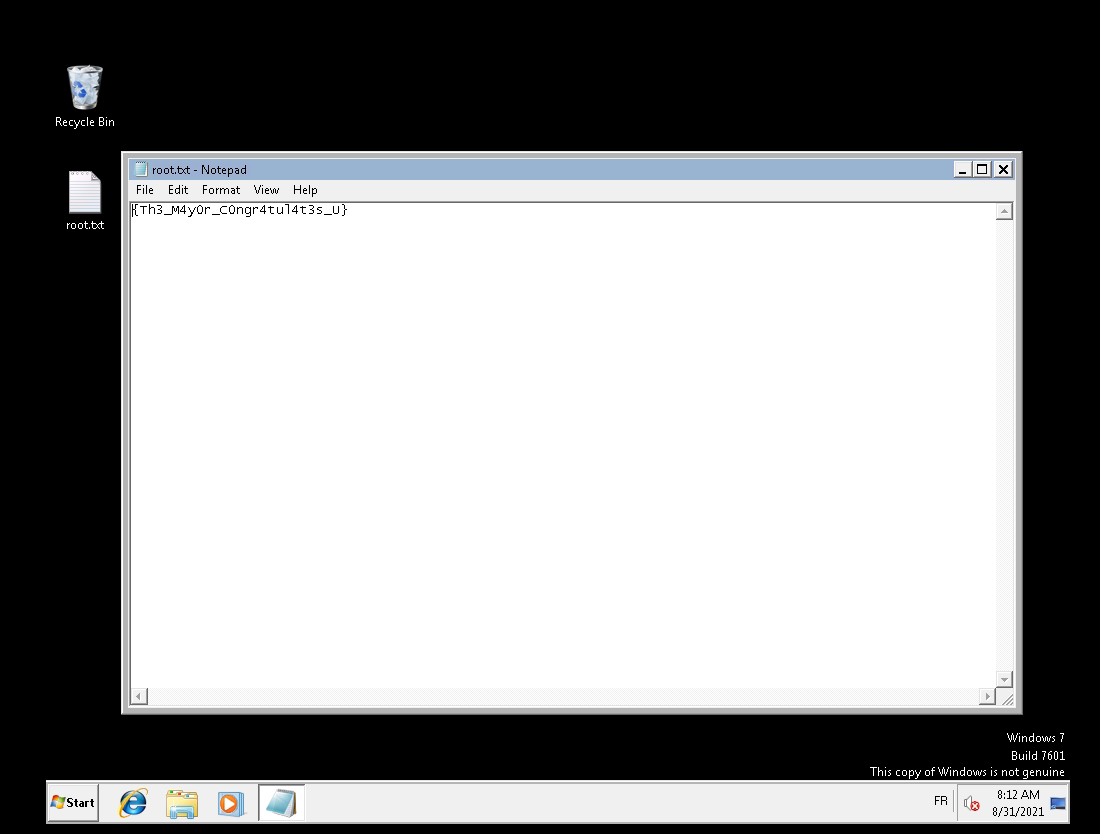 Recycle Bin
root.txt
root.txt - Notepad
File Edit Format View Help
{Th3_M4y0r_C0ngr4tul4t3s_U}
Windows 7
Build 7601
This copy of Windows is not genuine
Start
FR
8:12 AM
8/31/2021